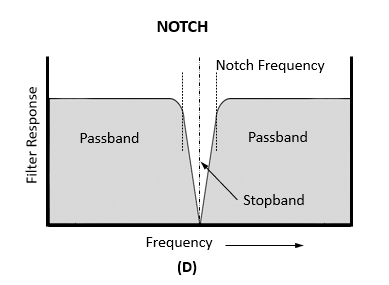 NOTCH
Notch Frequency
Filter Response
Passband
Passband
Stopband
Frequency
(D)